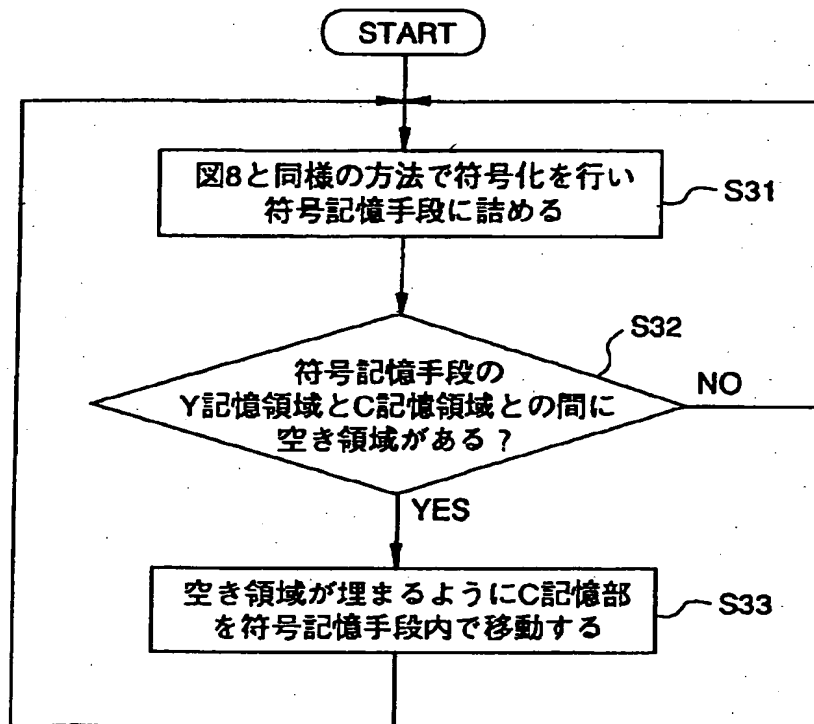 START
図8と同様の方法で符号化を行い
符号記憶手段に詰める
S31
S32
符号記憶手段の
Y記憶領域とC記憶領域との間に
空き領域がある?
NO
YES
空き領域が埋まるようにC記憶部
を符号記憶手段内で移動する
S33